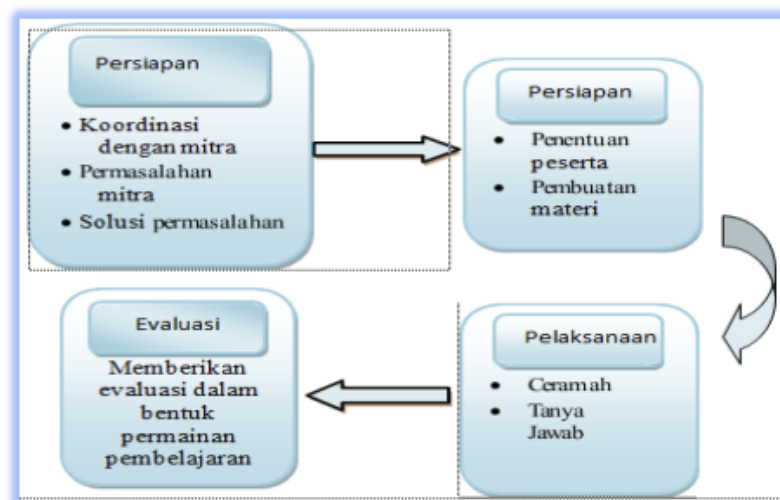 Persiapan
• Koordinasi
dengan mitra
• Permasalahan
mitra
• Solusi permasalahan
Persiapan
• Penentuan
peserta
• Pembuatan
materi
Pelaksanaan
• Ceramah
• Tanya
Jawab
Evaluasi
Memberikan
evaluasi dalam
bentuk
permainan
pembelajaran